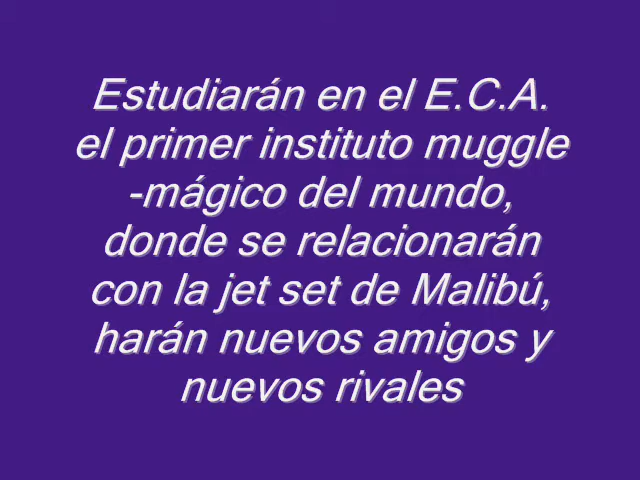 Estudiarán en el E.C.A.
el primer instituto muggle
-mágico del mundo,
donde se relacionarán
con la jet set de Malibú,
harán nuevos amigos y
nuevos rivales